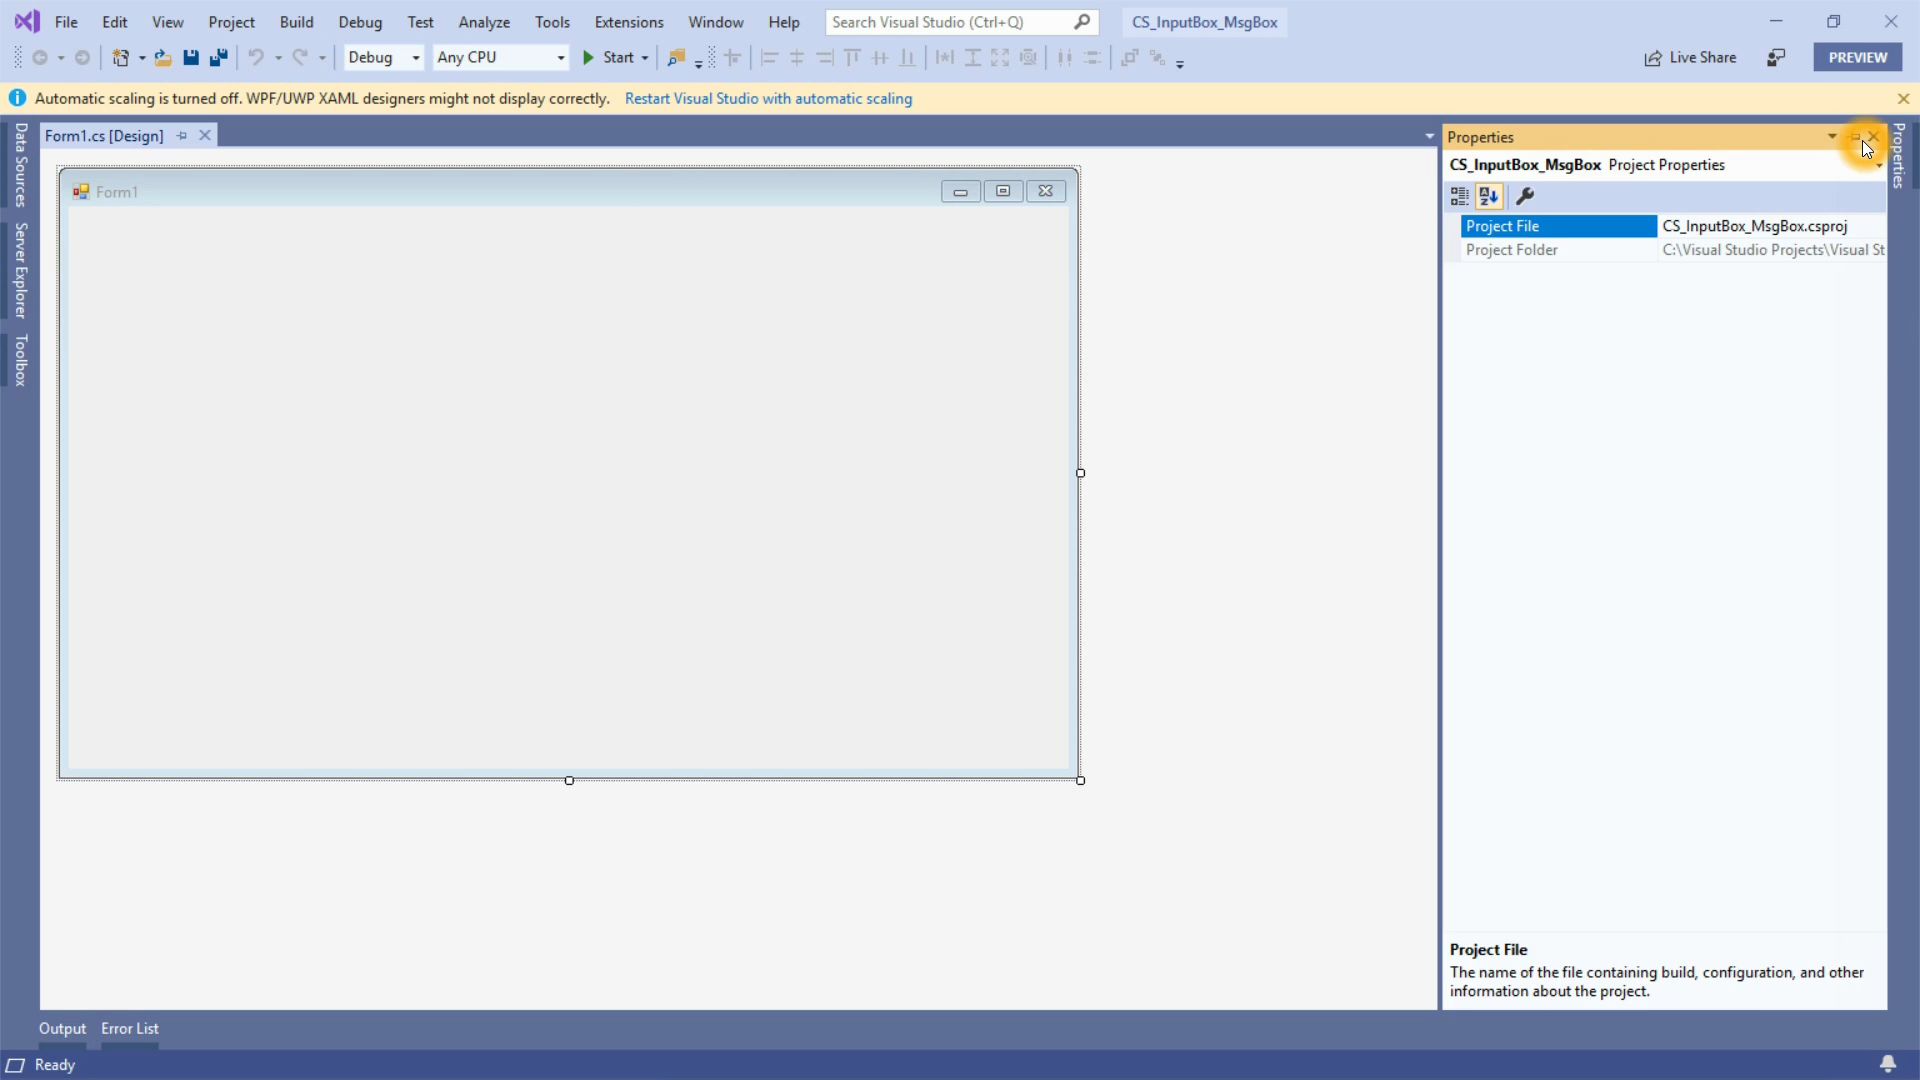 File Edit View Project Build Debug Test Analyze Tools Extensions Window Help Search Visual Studio (Ctrl+Q) CS_InputBox_MsgBox
Debug Any CPU Start Live Share PREVIEW
Automatic scaling is turned off. WPF/UWP XAML designers might not display correctly. Restart Visual Studio with automatic scaling
Data Sources
Server Explorer
Toolbox
Form1.cs [Design]
Form1
Properties
CS_InputBox_MsgBox Project Properties
Project File CS_InputBox_MsgBox.csproj
Project Folder C:\Visual Studio Projects\Visual St
Project File
The name of the file containing build, configuration, and other
information about the project.
Properties
Output Error List
Ready